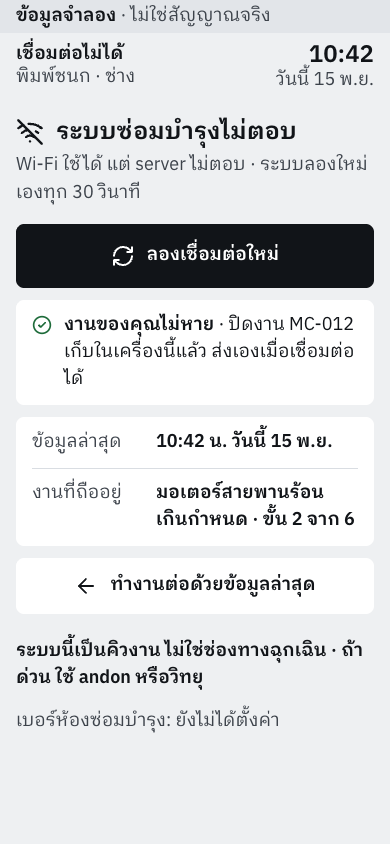 ข้อมูลจำลอง · ไม่ใช่สัญญาณจริง
เชื่อมต่อไม่ได้
10:42
พิมพ์ชนก · ช่าง
วันนี้ 15 พ.ย.
ระบบซ่อมบำรุงไม่ตอบ
Wi-Fi ใช้ได้ แต่ server ไม่ตอบ · ระบบลองใหม่
เองทุก 30 วินาที
ลองเชื่อมต่อใหม่
งานของคุณไม่หาย · ปิดงาน MC-012
เก็บในเครื่องนี้แล้ว ส่งเองเมื่อเชื่อมต่อ
ได้
ข้อมูลล่าสุด
10:42 น. วันนี้ 15 พ.ย.
งานที่ถืออยู่
มอเตอร์สายพานร้อน
เกินกำหนด · ขั้น 2 จาก 6
ทำงานต่อด้วยข้อมูลล่าสุด
ระบบนี้เป็นคิวงาน ไม่ใช่ช่องทางฉุกเฉิน · ถ้า
ด่วน ใช้ andon หรือวิทยุ
เบอร์ห้องซ่อมบำรุง: ยังไม่ได้ตั้งค่า